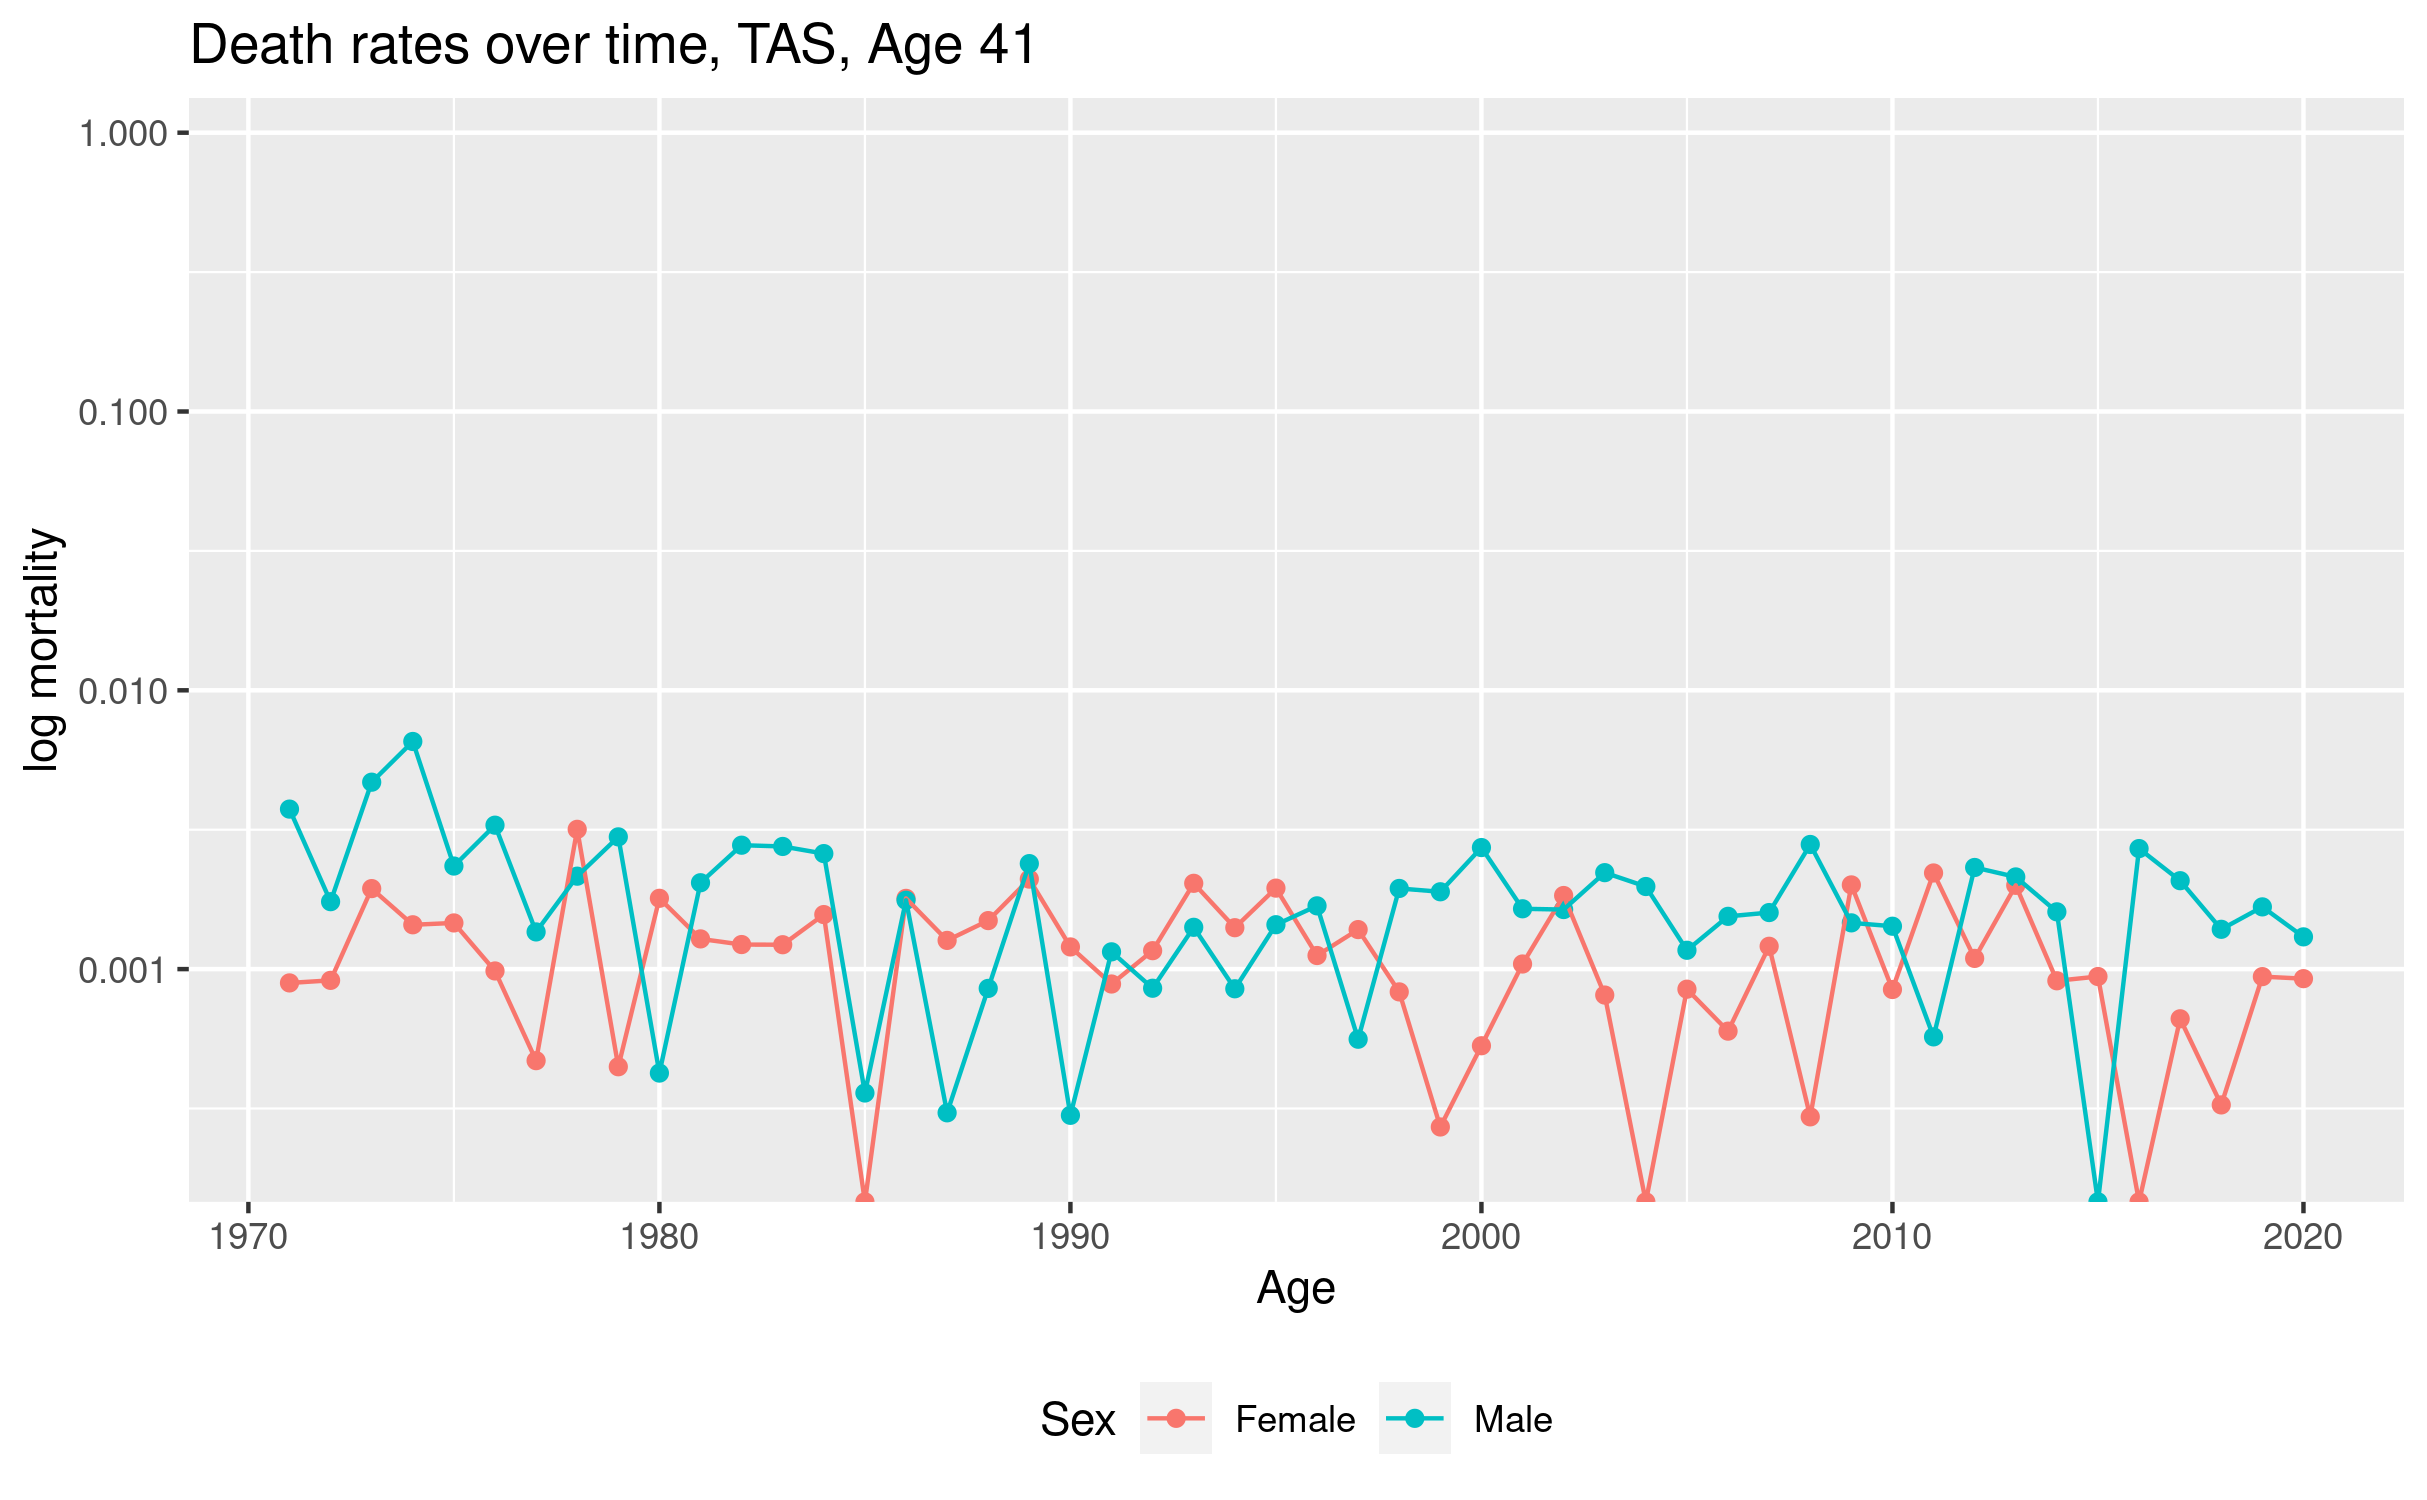 Death rates over time, TAS, Age 41
1.000
0.100
0.010
0.001
log mortality
1970 1980 1990 2000 2010 2020
Age
Sex Female Male